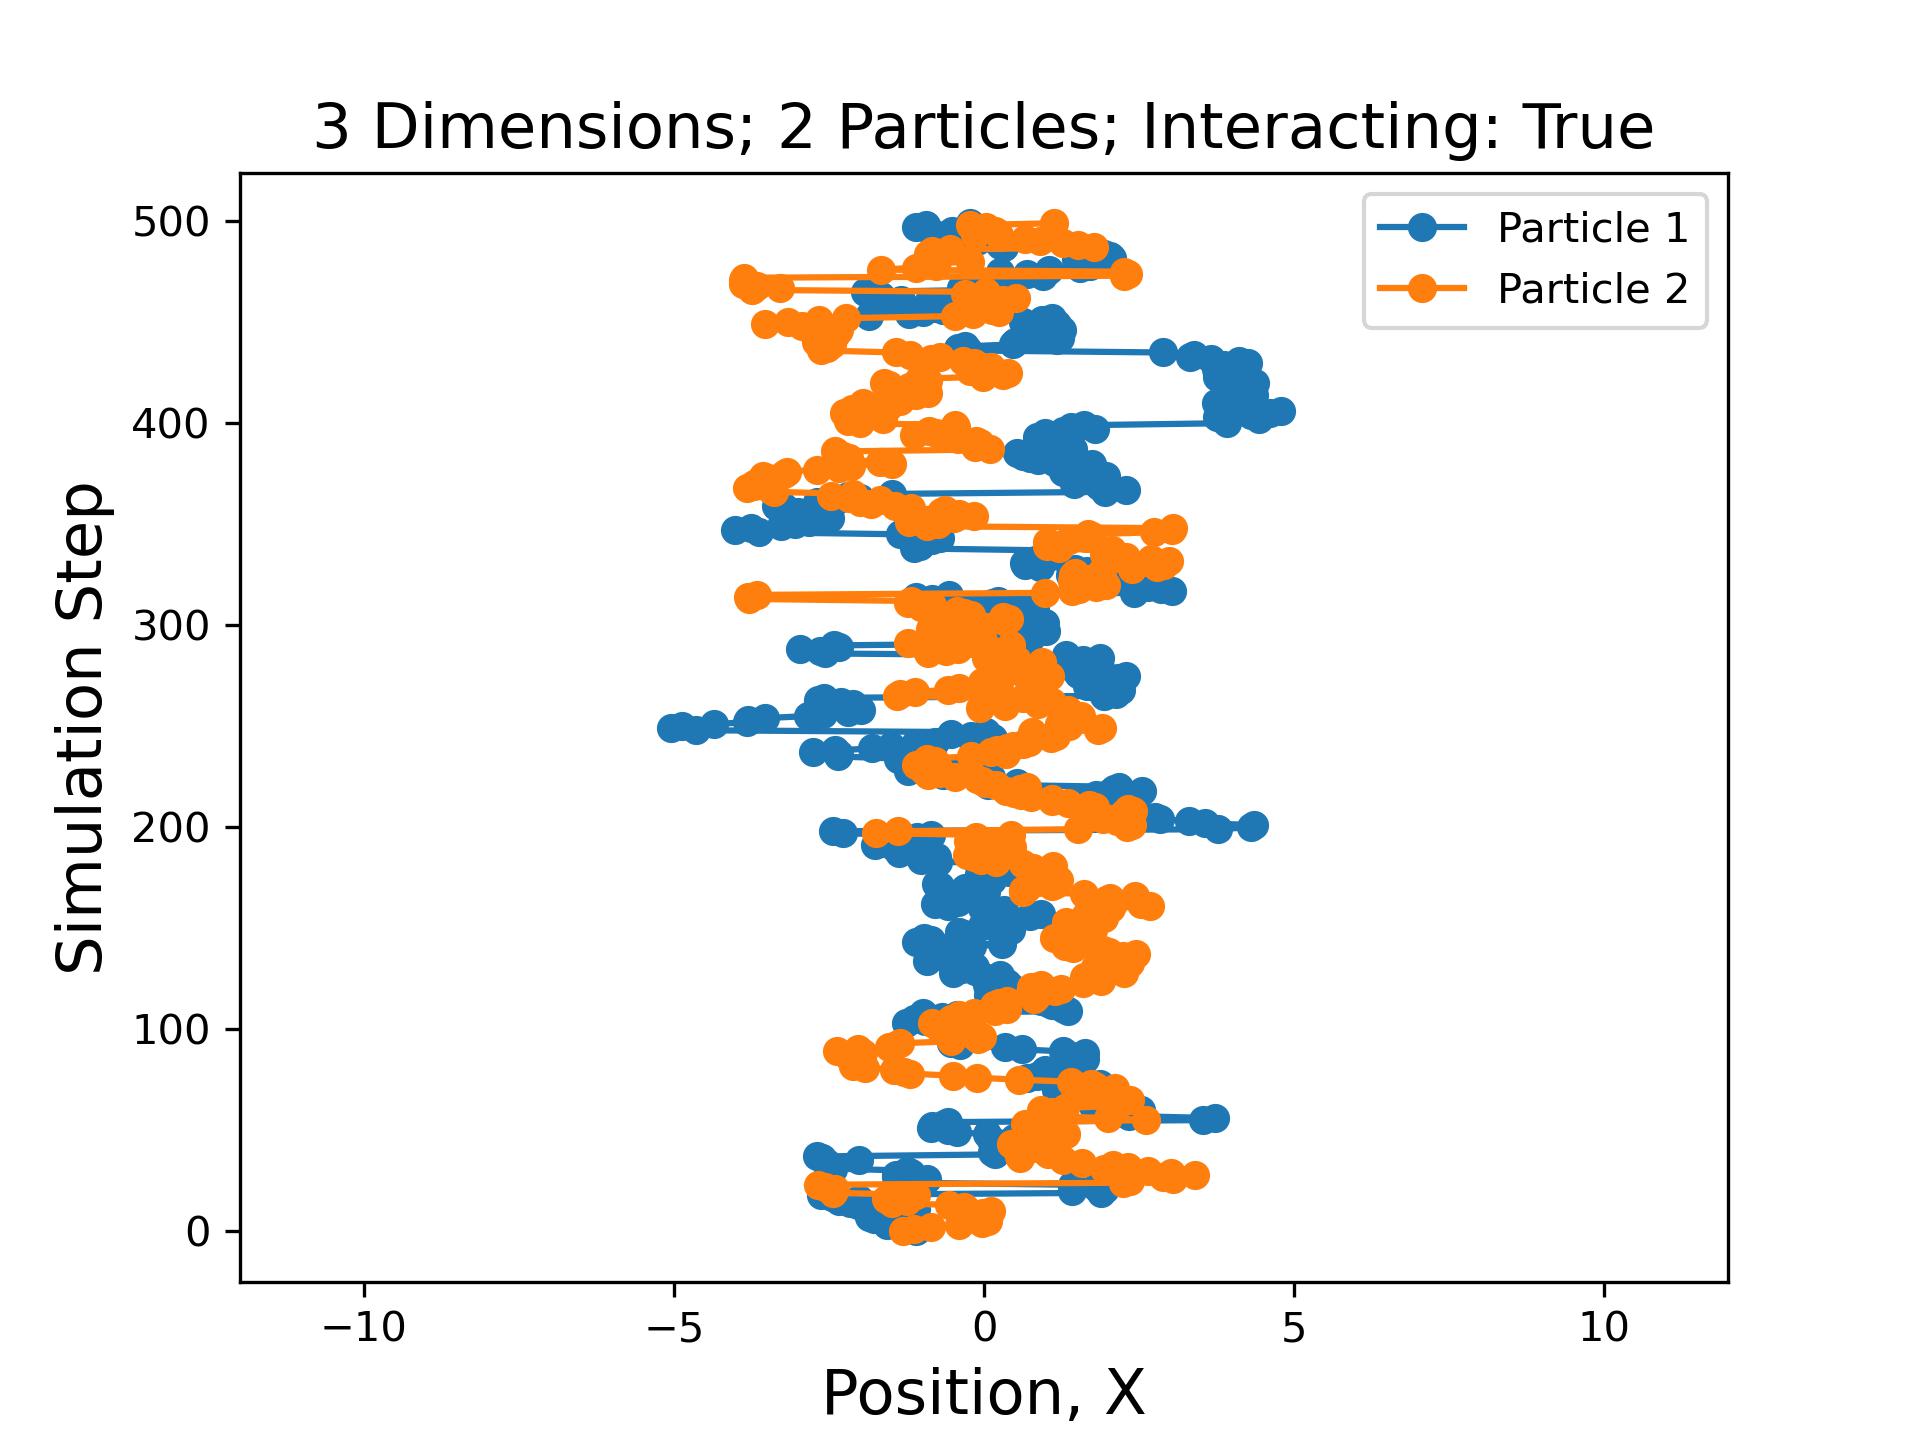 3 Dimensions; 2 Particles; Interacting: True
Particle 1
Particle 2
500
400
300
200
100
0
Simulation Step
−10
−5
0
5
10
Position, X